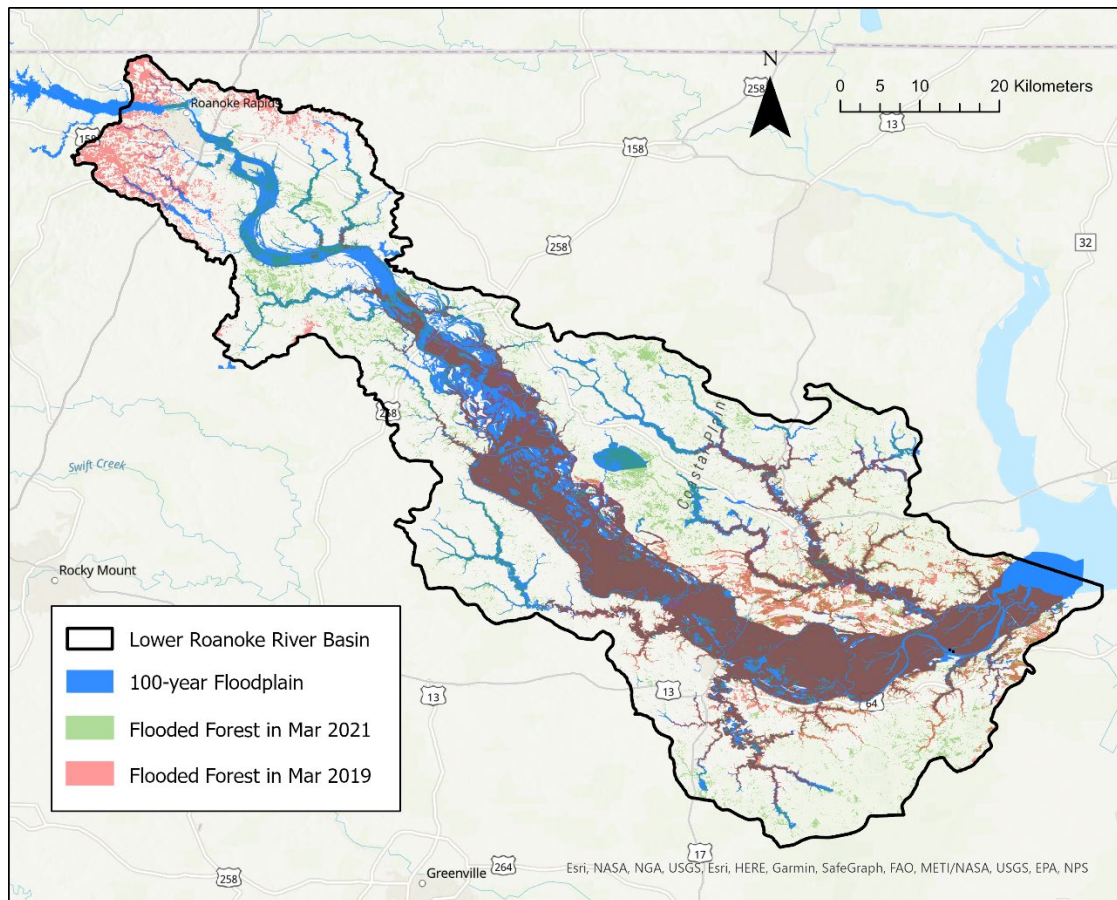 N
0 5 10 20 Kilometers
258
13
Roanoke Rapids
158
158
32
258
258
Coastal Plain
Swift Creek
Rocky Mount
13
13
64
Lower Roanoke River Basin
100-year Floodplain
Flooded Forest in Mar 2021
Flooded Forest in Mar 2019
17
264
258
Greenville
Esri, NASA, NGA, USGS, Esri, HERE, Garmin, SafeGraph, FAO, METI/NASA, USGS, EPA, NPS